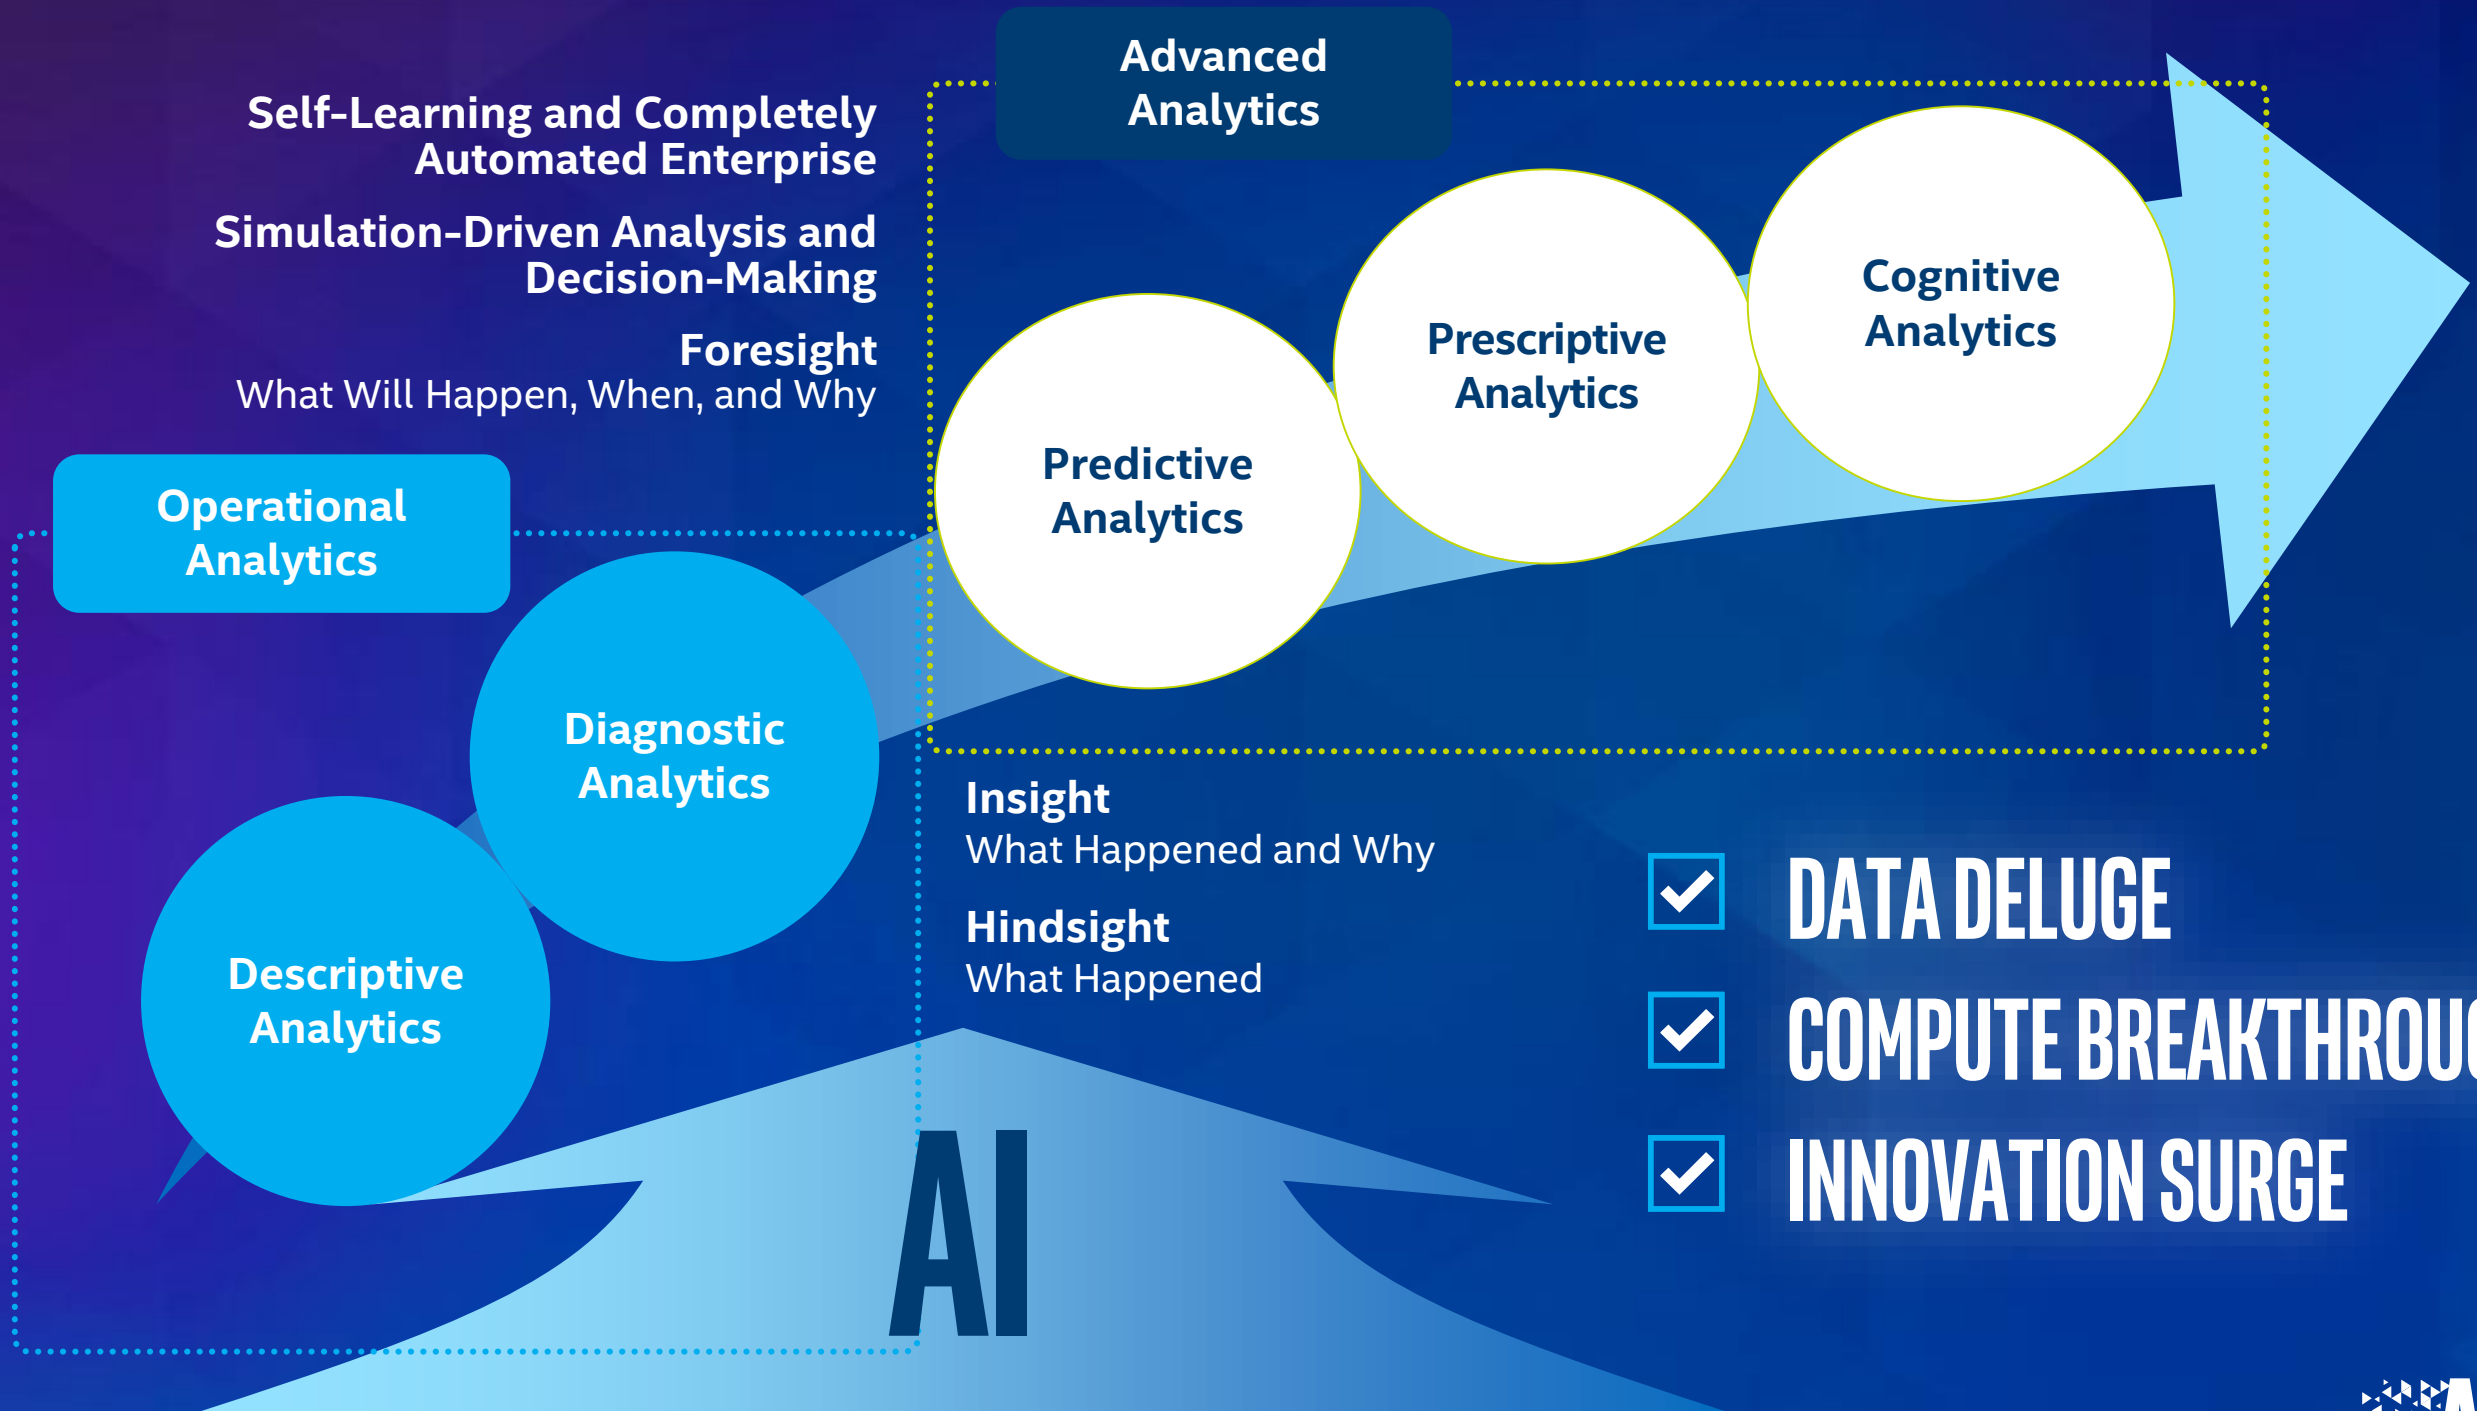 Advanced
Analytics
Self-Learning and Completely
Automated Enterprise
Simulation-Driven Analysis and
Decision-Making
Foresight
What Will Happen, When, and Why
Cognitive
Analytics
Prescriptive
Analytics
Predictive
Analytics
Operational
Analytics
Diagnostic
Analytics
Descriptive
Analytics
Insight
What Happened and Why
Hindsight
What Happened
DATA DELUGE
COMPUTE
INNOVATION SURGE
AI